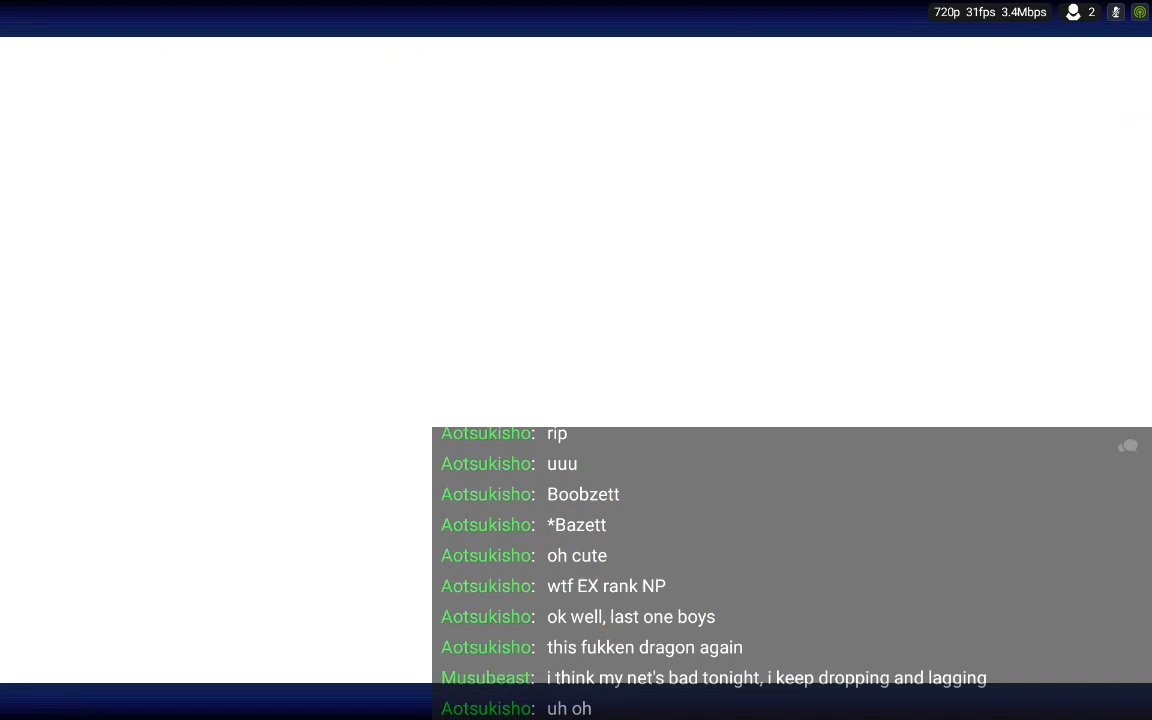 720p 31fps 3.4Mbps 2
Aotsukisho: rip
Aotsukisho: uuu
Aotsukisho: Boobzett
Aotsukisho: *Bazett
Aotsukisho: oh cute
Aotsukisho: wtf EX rank NP
Aotsukisho: ok well, last one boys
Aotsukisho: this fukken dragon again
Musubeast: i think my net's bad tonight, i keep dropping and lagging
Aotsukisho: uh oh